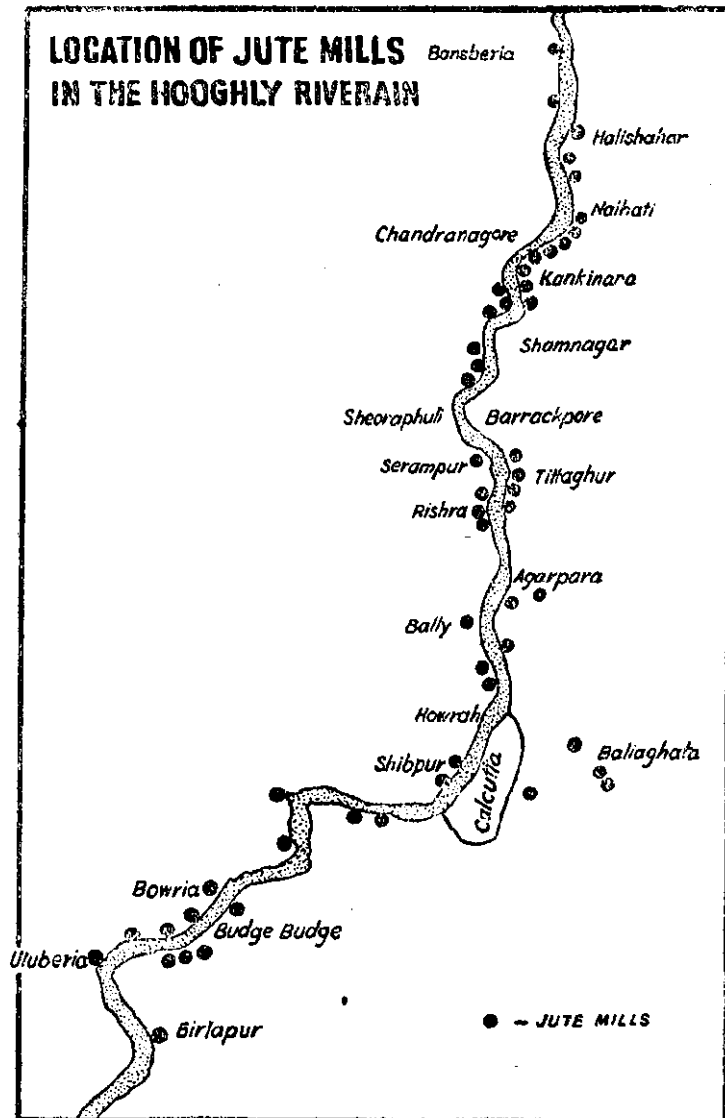 LOCATION OF JUTE MILLS
IN THE HOOGHLY RIVERAIN
Bansberia
Halishahar
Naihati
Chandranagore
Kankinara
Shamnagar
Sheoraphuli
Barrackpore
Serampur
Tittaghur
Rishra
Agarpara
Bally
Howrah
Shibpur
Calcutta
Baliaghata
Bowria
Budge Budge
Uluberia
Birlapur
~ JUTE MILLS